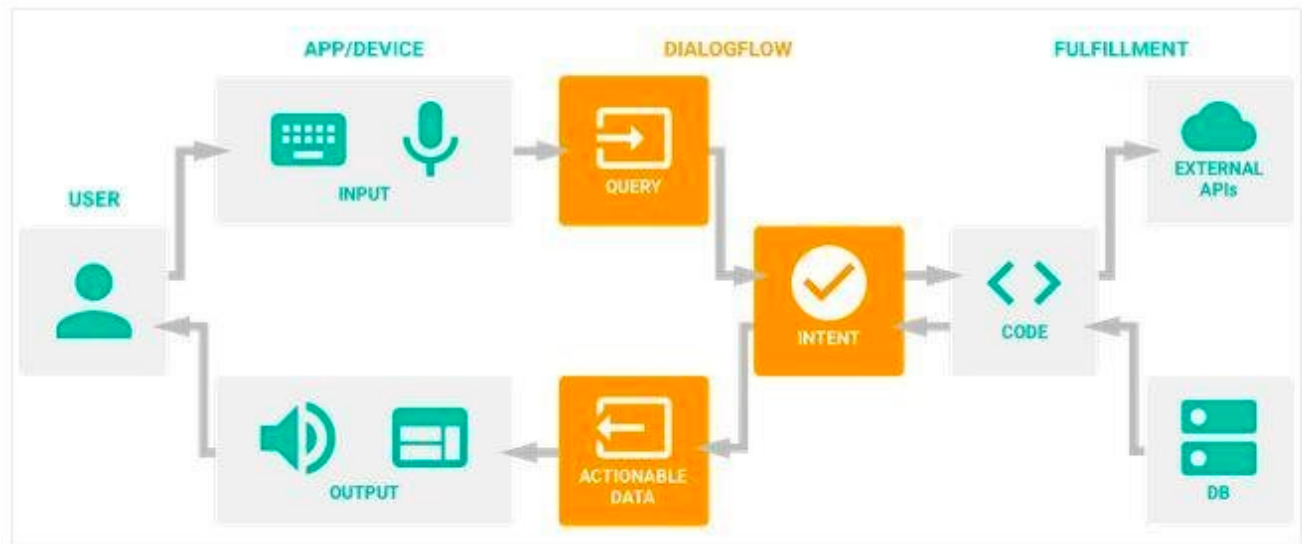 APP/DEVICE
DIALOGFLOW
FULFILLMENT
INPUT
QUERY
EXTERNAL
APIs
USER
INTENT
CODE
OUTPUT
ACTIONABLE
DATA
DB